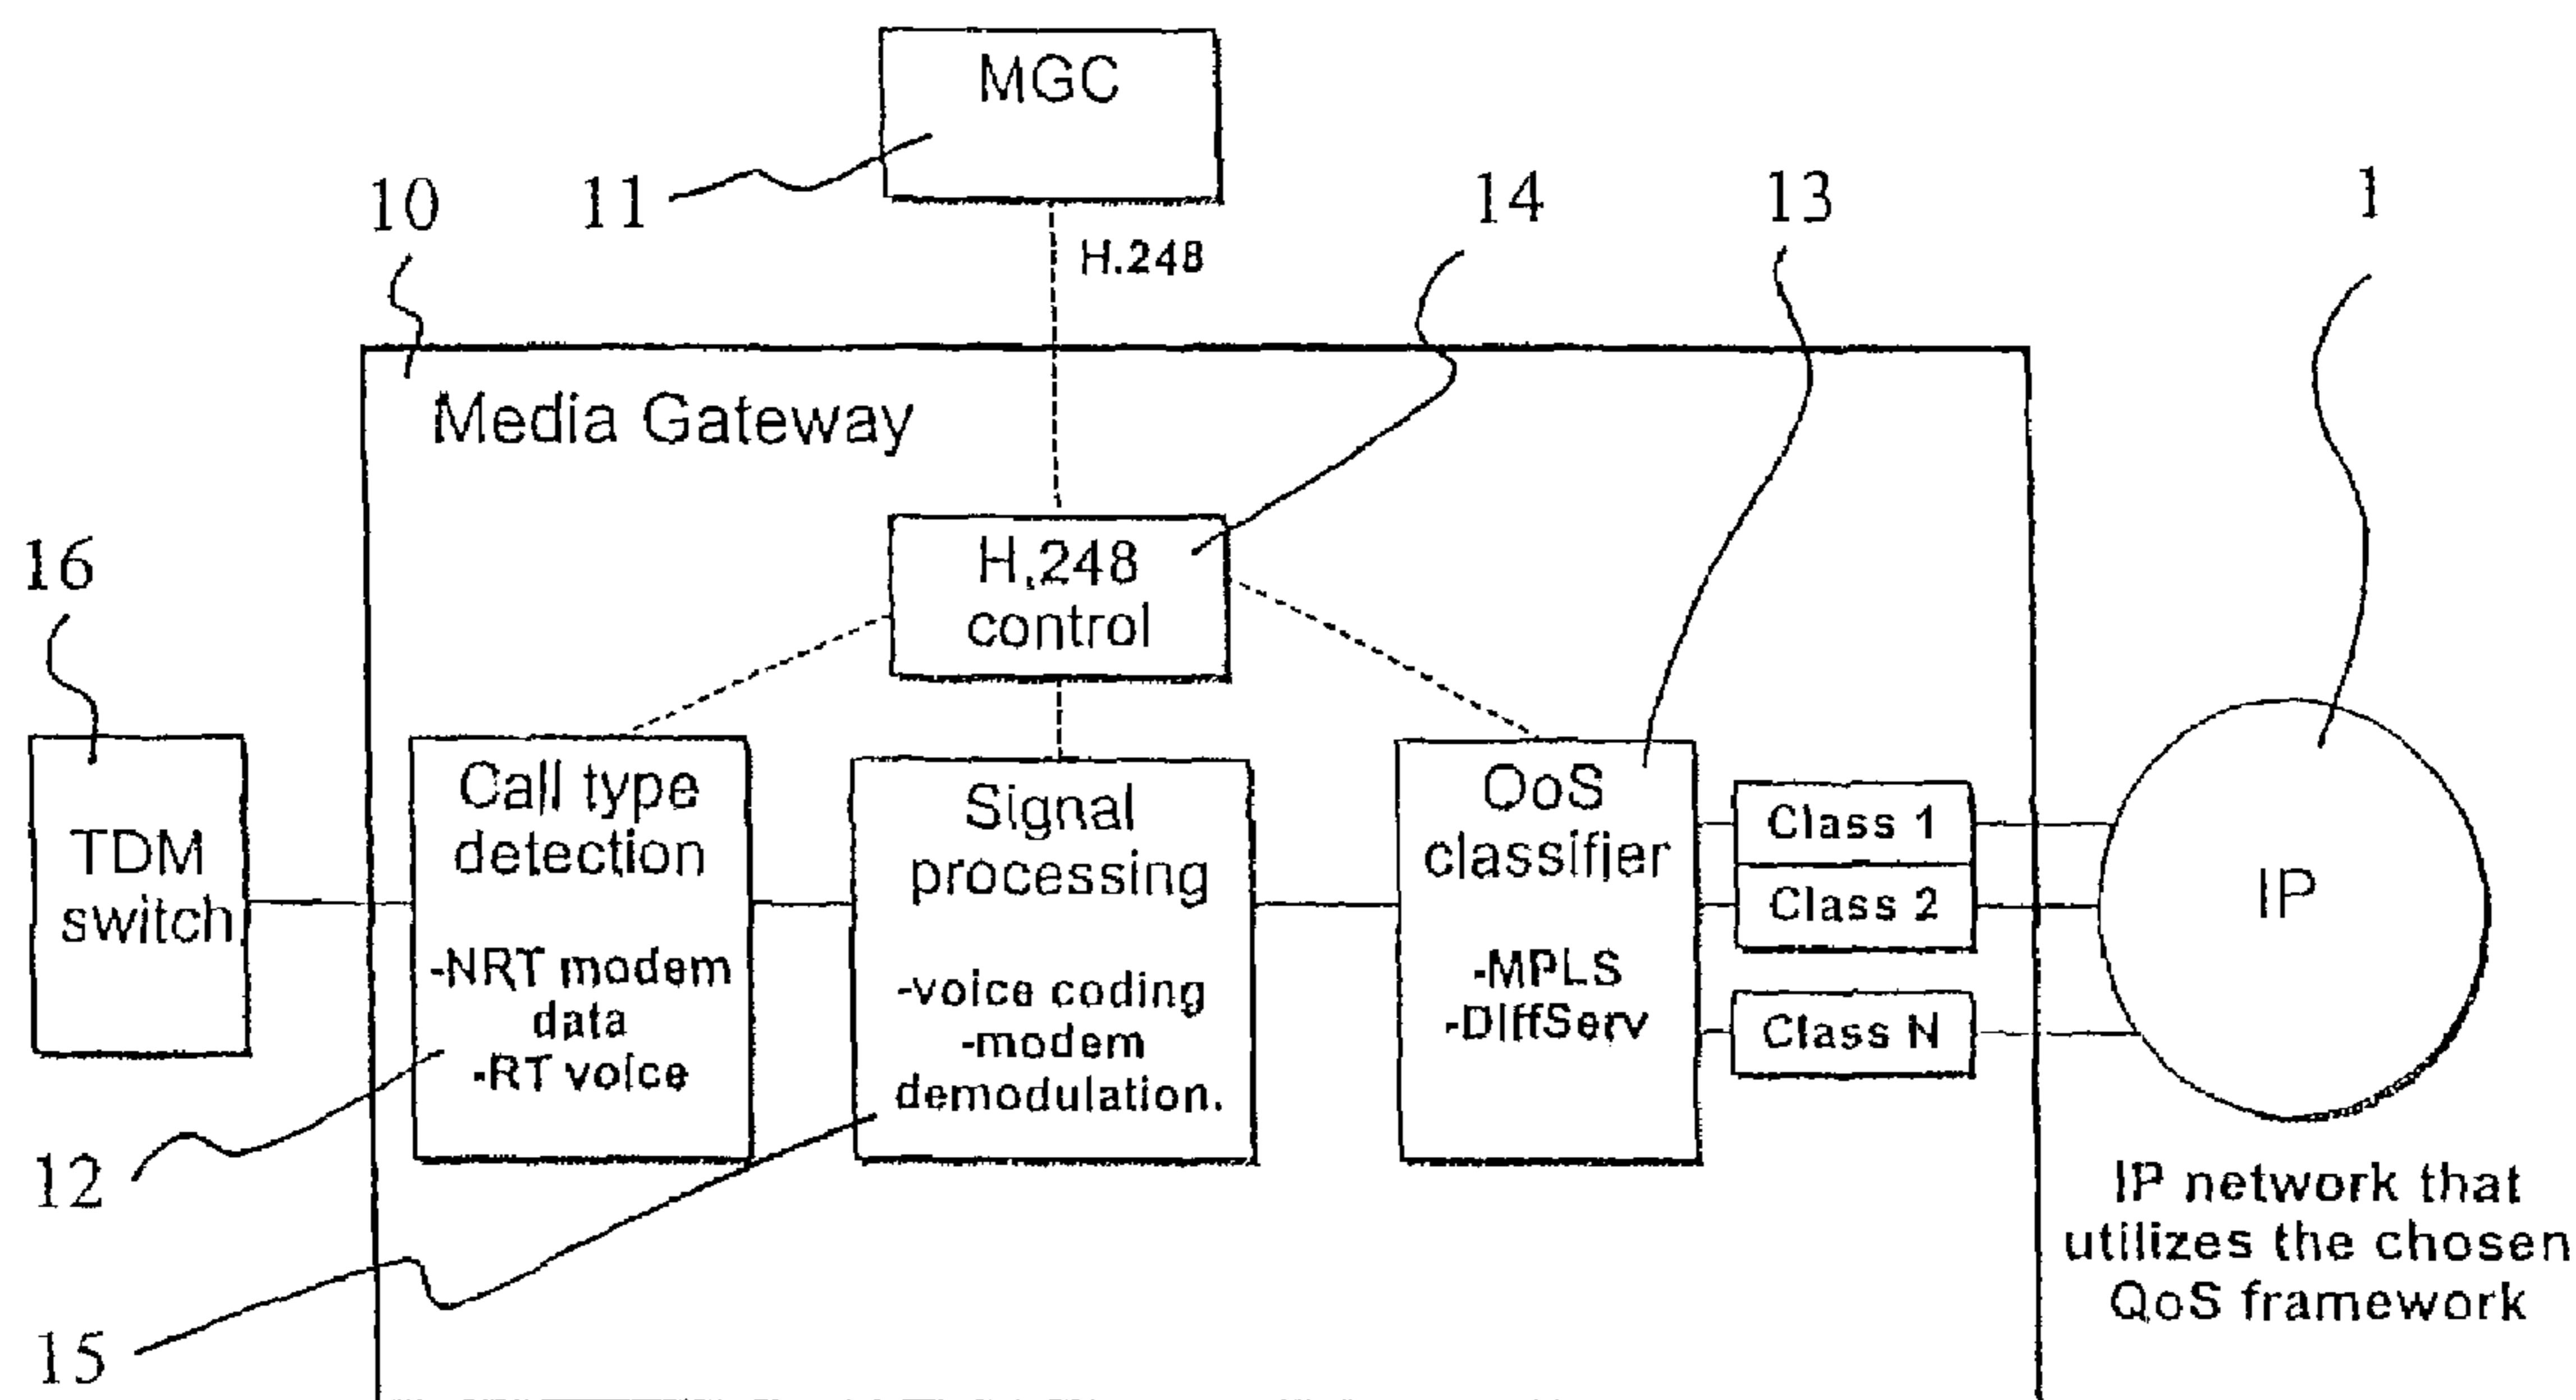 MGC
10
11
14
13
1
H.248
Media Gateway
16
H.248
control
TDM
switch
Call type
detection
-NRT modem
data
-RT voice
Signal
processing
-voice coding
-modem
demodulation.
QoS
classifier
-MPLS
-DiffServ
Class 1
Class 2
Class N
IP
12
15
IP network that
utilizes the chosen
QoS framework